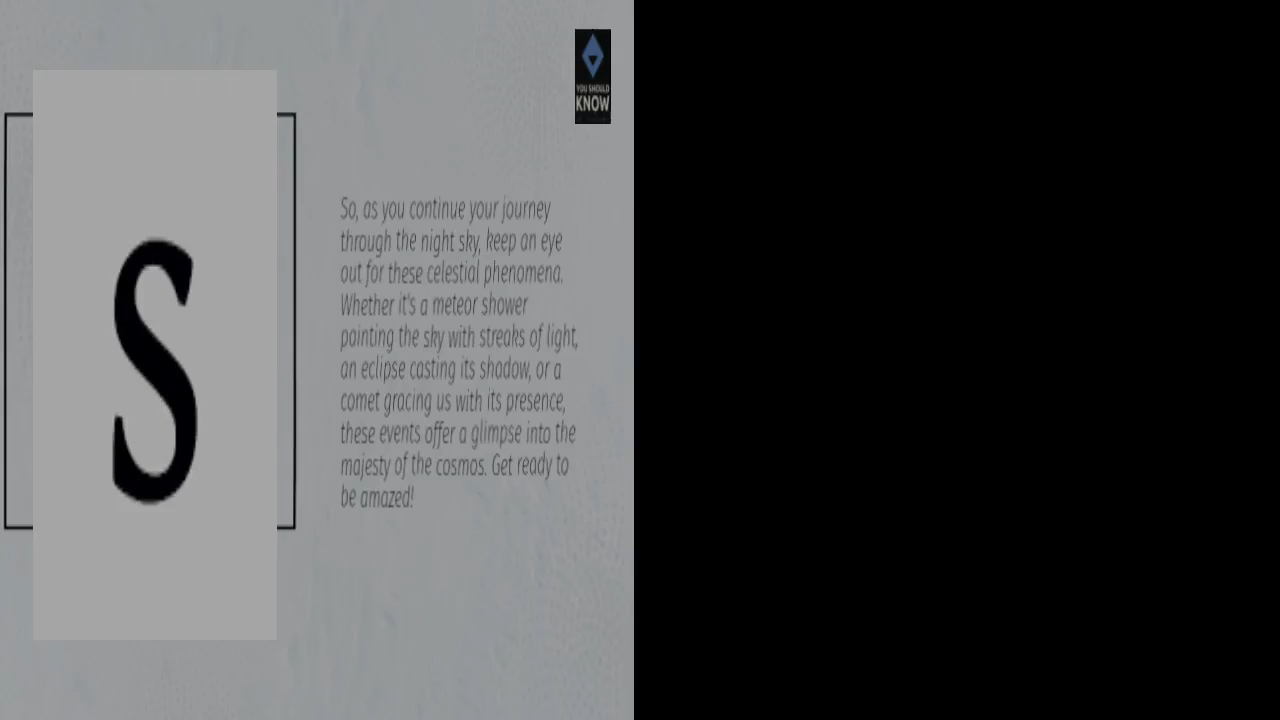 S
YOU SHOULD
KNOW
So, as you continue your journey
through the night sky, keep an eye
out for these celestial phenomena.
Whether it's a meteor shower
painting the sky with streaks of light,
an eclipse casting its shadow, or a
comet gracing us with its presence,
these events offer a glimpse into the
majesty of the cosmos. Get ready to
be amazed!